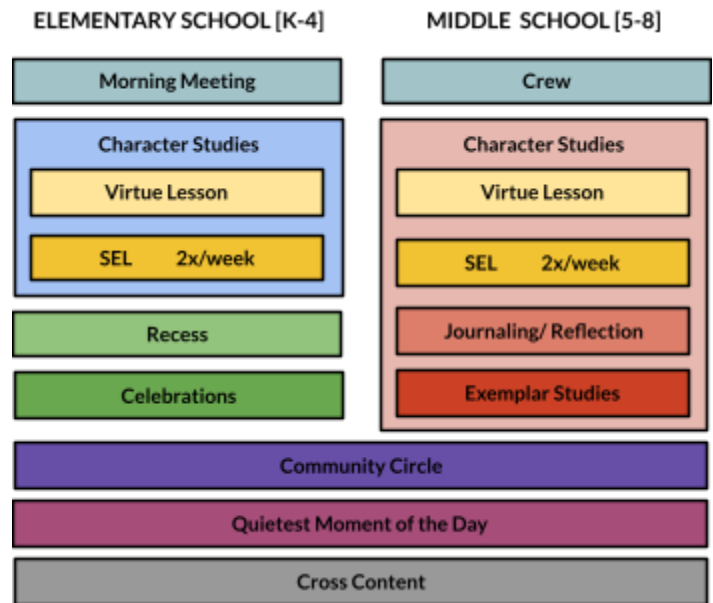 ELEMENTARY SCHOOL [K-4]
MIDDLE SCHOOL [5-8]
Morning Meeting
Crew
Character Studies
Virtue Lesson
SEL 2x/week
Recess
Celebrations
Character Studies
Virtue Lesson
SEL 2x/week
Journaling/ Reflection
Exemplar Studies
Community Circle
Quietest Moment of the Day
Cross Content